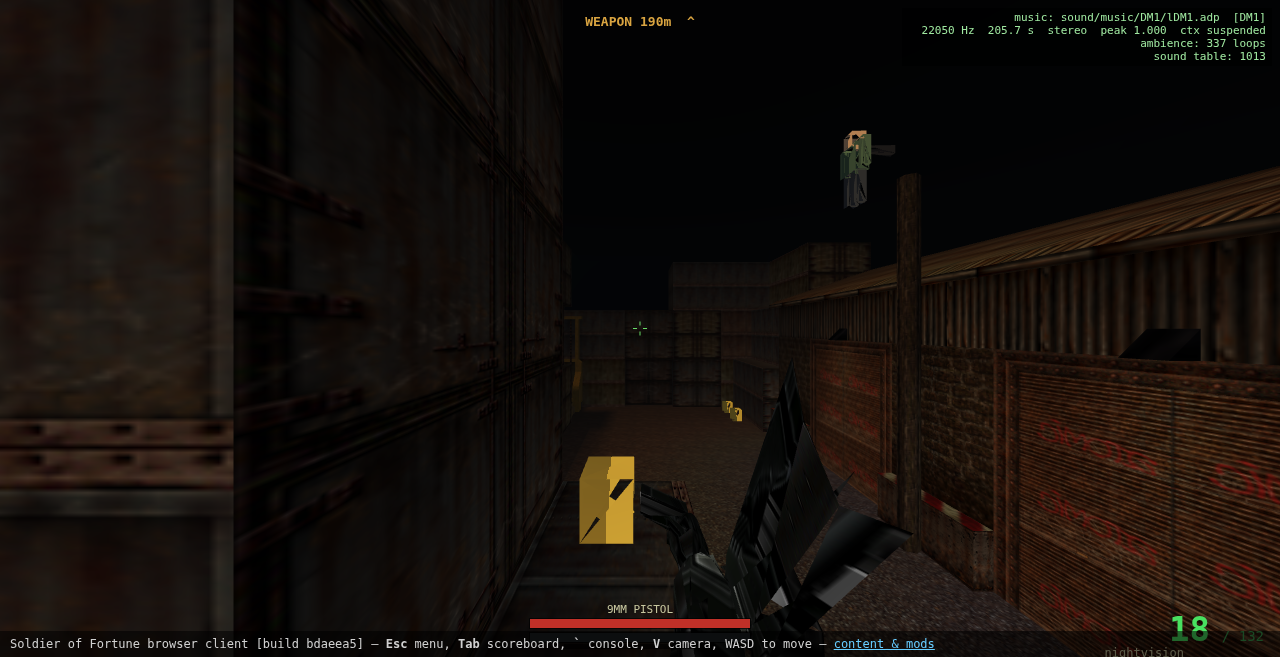 WEAPON 190m ^
music: sound/music/DM1/lDM1.adp [DM1]
22050 Hz 205.7 s stereo peak 1.000 ctx suspended
ambience: 337 loops
sound table: 1013
9MM PISTOL
18 / 132
Soldier of Fortune browser client [build bdaeea5] — Esc menu, Tab scoreboard, ` console, V camera, WASD to move — content & mods
nightvision